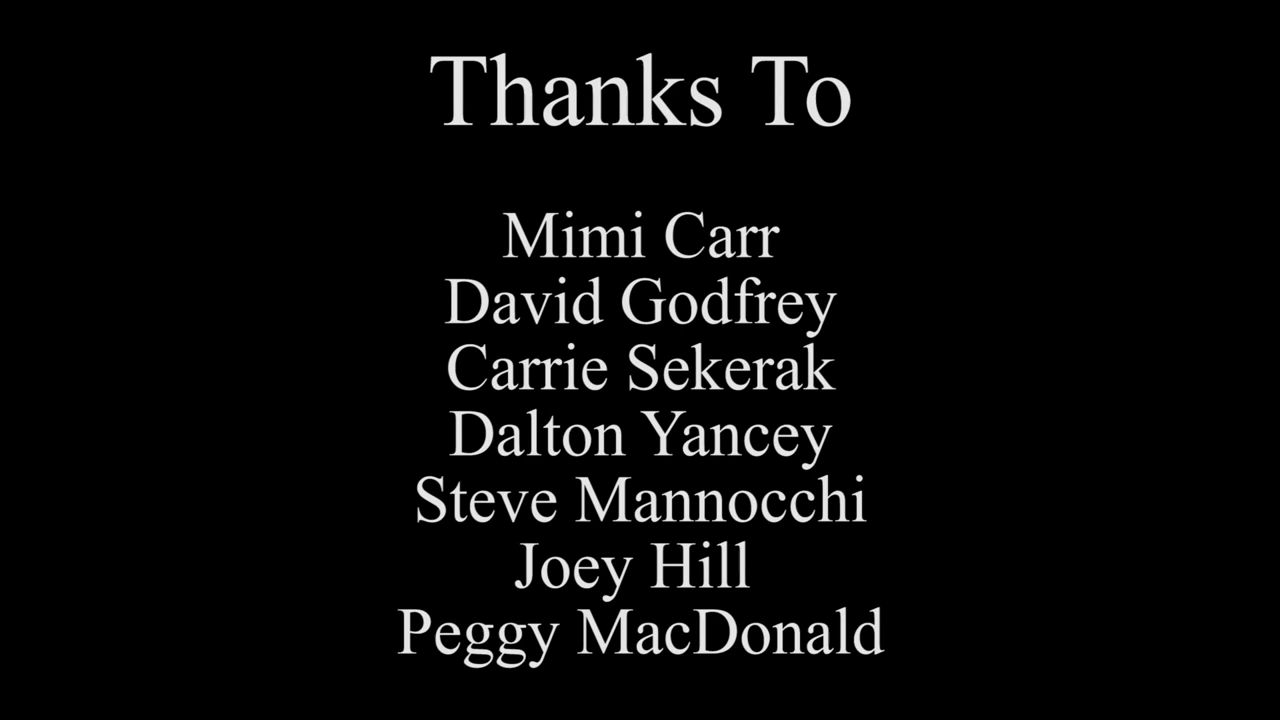 Thanks To
Mimi Carr
David Godfrey
Carrie Sekerak
Dalton Yancey
Steve Mannocchi
Joey Hill
Peggy MacDonald